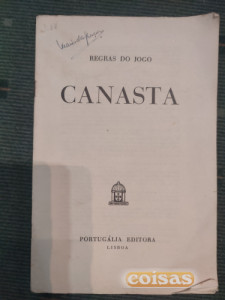 REGRAS DO JOGO
CANASTA
PORTUGÁLIA EDITORA
LISBOA
coisas